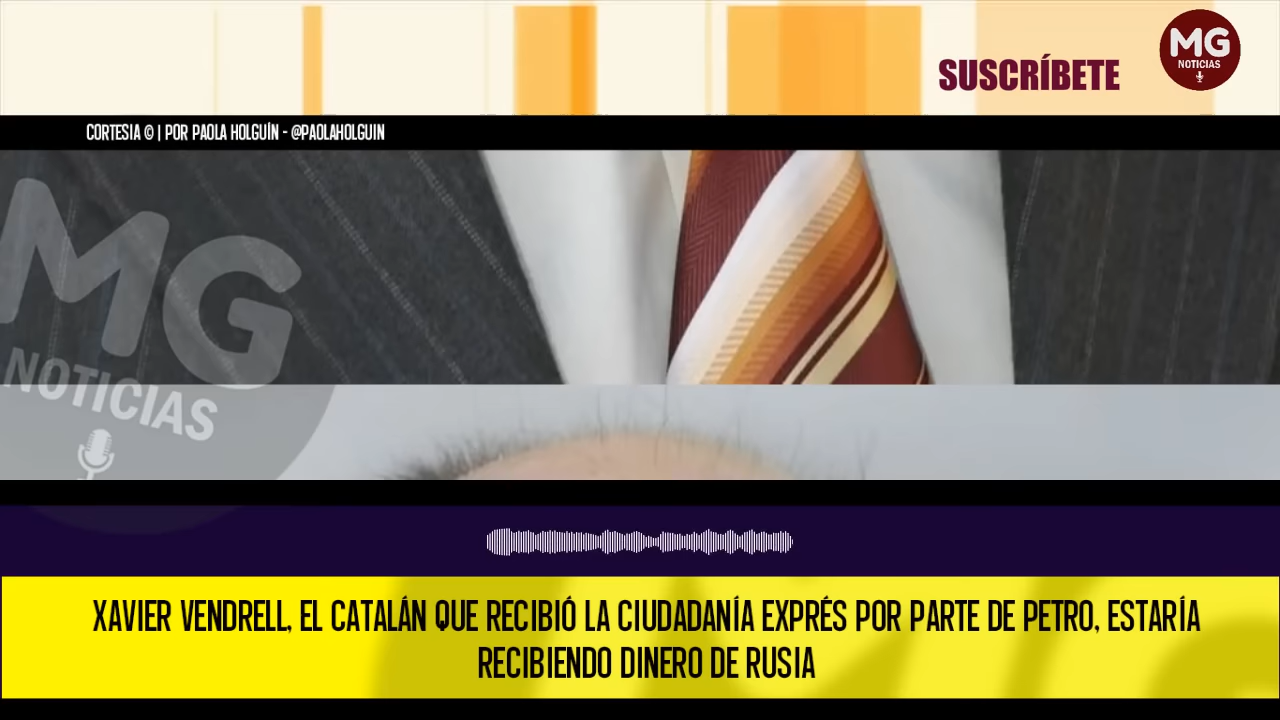 SUSCRÍBETE
MG
NOTICIAS
CORTESIA © | POR PAOLA HOLGUÍN - @PAOLAHOLGUIN
MG
NOTICIAS
XAVIER VENDRELL, EL CATALÁN QUE RECIBIÓ LA CIUDADANÍA EXPRÉS POR PARTE DE PETRO, ESTARÍA
RECIBIENDO DINERO DE RUSIA